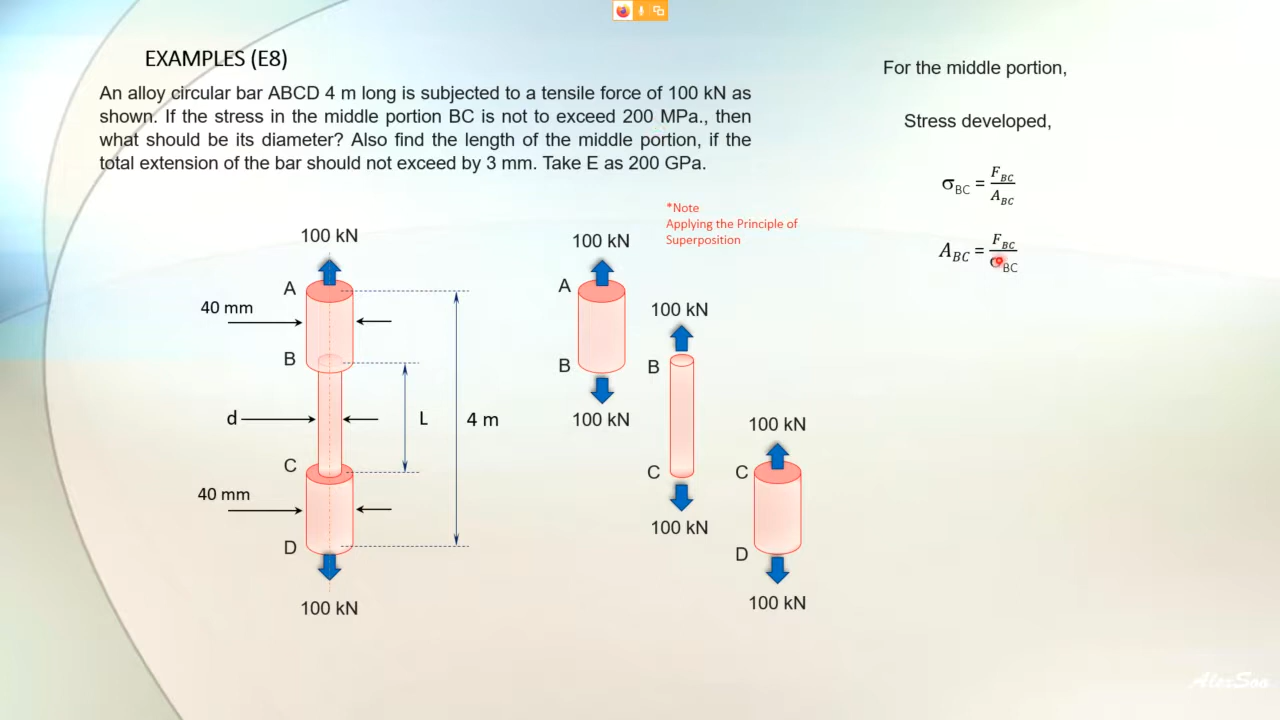 EXAMPLES (E8)
An alloy circular bar ABCD 4 m long is subjected to a tensile force of 100 kN as
shown. If the stress in the middle portion BC is not to exceed 200 MPa., then
what should be its diameter? Also find the length of the middle portion, if the
total extension of the bar should not exceed by 3 mm. Take E as 200 GPa.
100 kN
A
40 mm
B
d
L
4 m
C
40 mm
D
100 kN
*Note
Applying the Principle of
Superposition
100 kN
A
B
100 kN
100 kN
B
C
100 kN
100 kN
C
D
100 kN
For the middle portion,
Stress developed,
σBC = FBC / ABC
ABC = FBC / σBC
AlexSoo